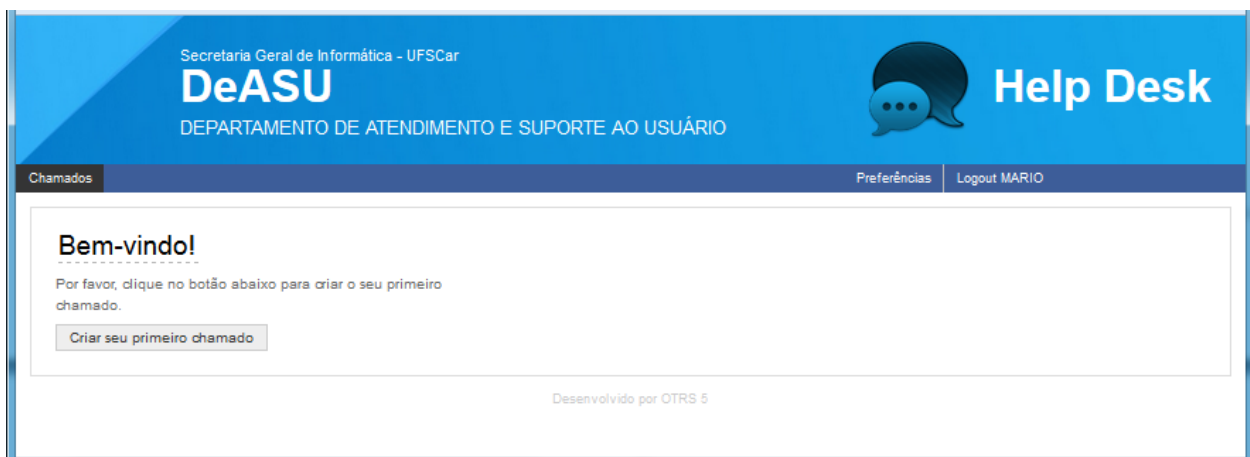 Secretaria Geral de Informática - UFSCar
DeASU
DEPARTAMENTO DE ATENDIMENTO E SUPORTE AO USUÁRIO
Help Desk
Chamados
Preferências
Logout MARIO
Bem-vindo!
Por favor, clique no botão abaixo para criar o seu primeiro
chamado.
Criar seu primeiro chamado
Desenvolvido por OTRS 5